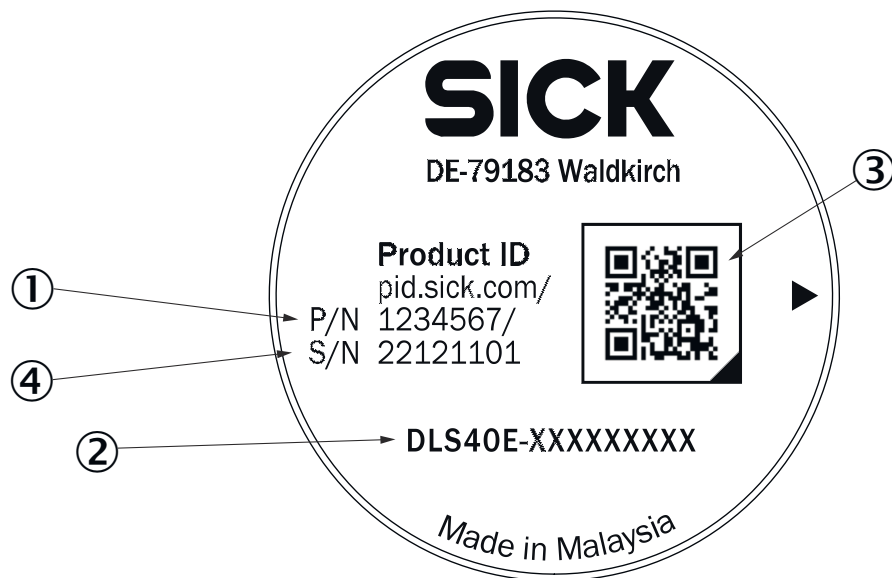 SICK
DE-79183 Waldkirch
③
Product ID
pid.sick.com/
① P/N 1234567/
④ S/N 22121101
② DLS40E-XXXXXXXXX
Made in Malaysia